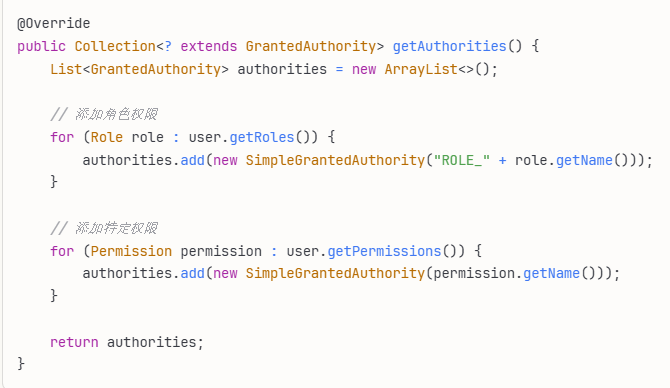 @Override
public Collection<? extends GrantedAuthority> getAuthorities() {
    List<GrantedAuthority> authorities = new ArrayList<>();
    // 添加角色权限
    for (Role role : user.getRoles()) {
        authorities.add(new SimpleGrantedAuthority("ROLE_" + role.getName()));
    }
    // 添加特定权限
    for (Permission permission : user.getPermissions()) {
        authorities.add(new SimpleGrantedAuthority(permission.getName()));
    }
    return authorities;
}